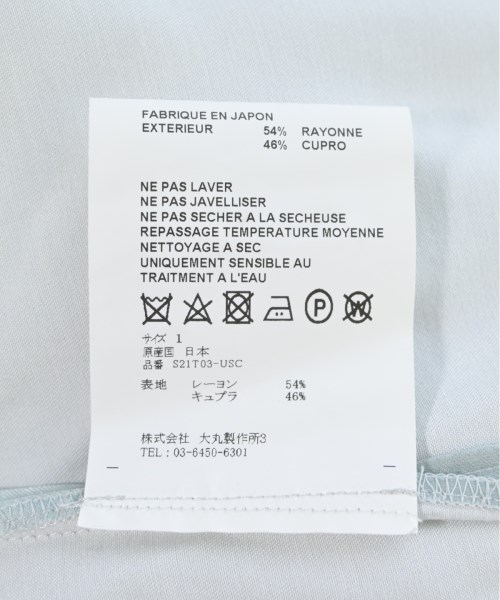 FABRIQUE EN JAPON
EXTERIEUR 54% RAYONNE
46% CUPRO
NE PAS LAVER
NE PAS JAVELLISER
NE PAS SECHER A LA SECHEUSE
REPASSAGE TEMPERATURE MOYENNE
NETTOYAGE A SEC
UNIQUEMENT SENSIBLE AU
TRAITMENT A L'EAU
P W
サイズ 1
原産国 日本
品番 S21T03-USC
表地 レーヨン 54%
キュプラ 46%
株式会社 大丸製作所3
TEL : 03-6450-6301